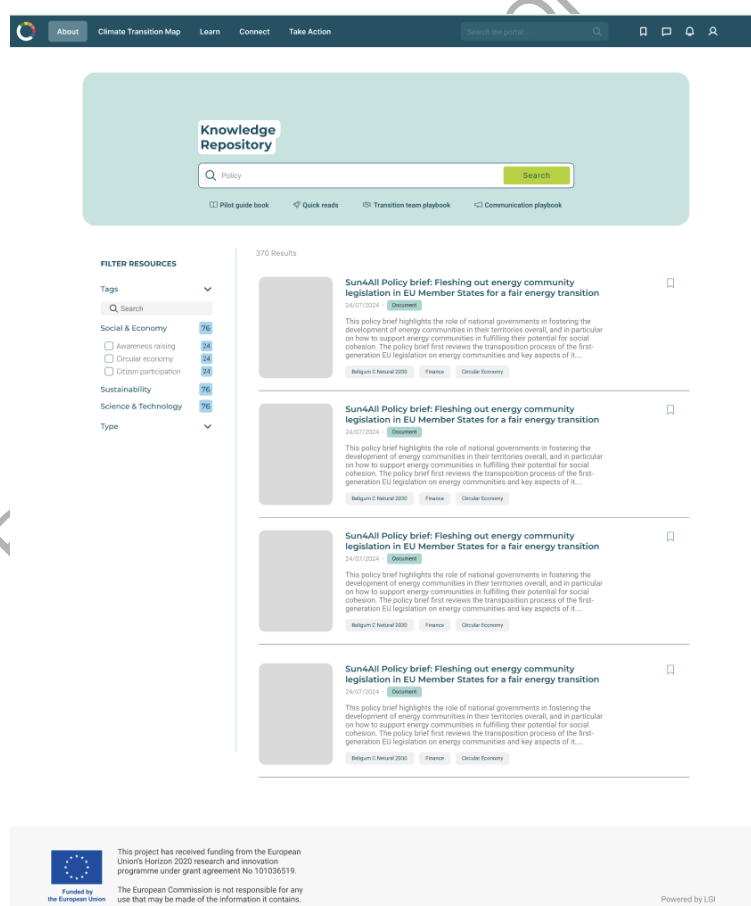 About
Climate Transition Map
Learn
Connect
Take Action
Search the portal
Knowledge
Repository
Policy
Search
Pilot guide book
Quick reads
Transition team playbook
Communication playbook
370 Results
FILTER RESOURCES
Tags
Search
Social & Economy 76
Awareness raising 24
Circular economy 24
Citizen participation 24
Sustainability 76
Science & Technology 76
Type
Sun4All Policy brief: Fleshing out energy community
legislation in EU Member States for a fair energy transition
24/07/2024 - Document
This policy brief highlights the role of national governments in fostering the
development of energy communities in their territories overall, and in particular
on how to support energy communities in fulfilling their potential for social
cohesion. The policy brief first reviews the transposition process of the first-
generation EU legislation on energy communities and key aspects of it....
Beligum C Netural 2030 Finance Circular Economy
Sun4All Policy brief: Fleshing out energy community
legislation in EU Member States for a fair energy transition
24/07/2024 - Document
This policy brief highlights the role of national governments in fostering the
development of energy communities in their territories overall, and in particular
on how to support energy communities in fulfilling their potential for social
cohesion. The policy brief first reviews the transposition process of the first-
generation EU legislation on energy communities and key aspects of it....
Beligum C Netural 2030 Finance Circular Economy
Sun4All Policy brief: Fleshing out energy community
legislation in EU Member States for a fair energy transition
24/07/2024 - Document
This policy brief highlights the role of national governments in fostering the
development of energy communities in their territories overall, and in particular
on how to support energy communities in fulfilling their potential for social
cohesion. The policy brief first reviews the transposition process of the first-
generation EU legislation on energy communities and key aspects of it....
Beligum C Netural 2030 Finance Circular Economy
Sun4All Policy brief: Fleshing out energy community
legislation in EU Member States for a fair energy transition
24/07/2024 - Document
This policy brief highlights the role of national governments in fostering the
development of energy communities in their territories overall, and in particular
on how to support energy communities in fulfilling their potential for social
cohesion. The policy brief first reviews the transposition process of the first-
generation EU legislation on energy communities and key aspects of it....
Beligum C Netural 2030 Finance Circular Economy
Funded by
the European Union
This project has received funding from the European
Union's Horizon 2020 research and innovation
programme under grant agreement No 101036519.
The European Commission is not responsible for any
use that may be made of the information it contains.
Powered by LGI